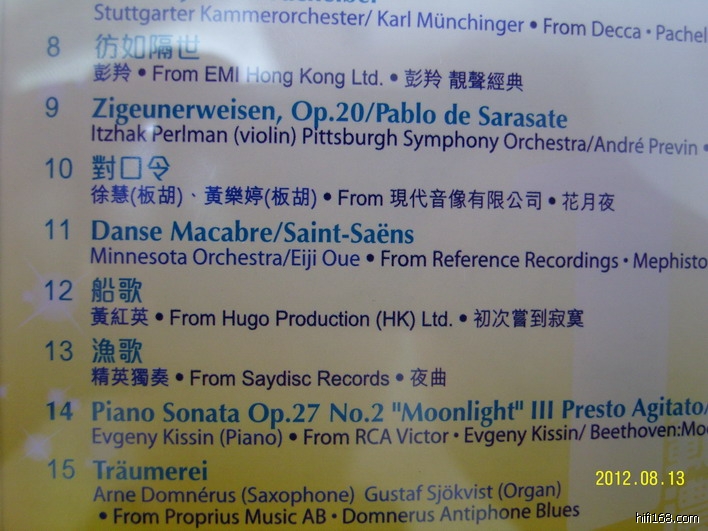 Stuttgarter Kammerorchester/ Karl Münchinger • From Decca • Pachel
8 彷如隔世
彭羚 • From EMI Hong Kong Ltd. • 彭羚 靚聲經典
9 Zigeunerweisen, Op.20/Pablo de Sarasate
Itzhak Perlman (violin) Pittsburgh Symphony Orchestra/André Previn •
10 對口令
徐慧(板胡)、黃樂婷(板胡) • From 現代音像有限公司 • 花月夜
11 Danse Macabre/Saint-Saëns
Minnesota Orchestra/Eiji Oue • From Reference Recordings • Mephisto
12 船歌
黃紅英 • From Hugo Production (HK) Ltd. • 初次嘗到寂寞
13 漁歌
精英獨奏 • From Saydisc Records • 夜曲
14 Piano Sonata Op.27 No.2 "Moonlight" III Presto Agitato/
Evgeny Kissin (Piano) • From RCA Victor • Evgeny Kissin/ Beethoven:Moo
15 Träumerei
Arne Domnérus (Saxophone) Gustaf Sjökvist (Organ)
• From Proprius Music AB • Domnerus Antiphone Blues
2012.08.13
hifi168.com